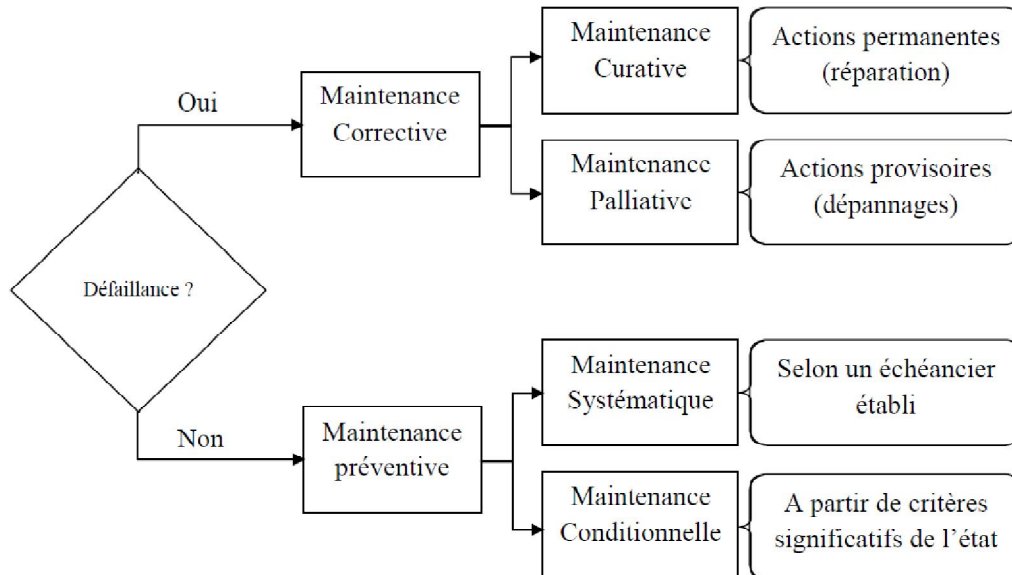 Oui
Maintenance
Corrective
Maintenance
Curative
Actions permanentes
(réparation)
Maintenance
Palliative
Actions provisoires
(dépannages)
Défaillance ?
Non
Maintenance
préventive
Maintenance
Systématique
Selon un échéancier
établi
Maintenance
Conditionnelle
A partir de critères
significatifs de l'état